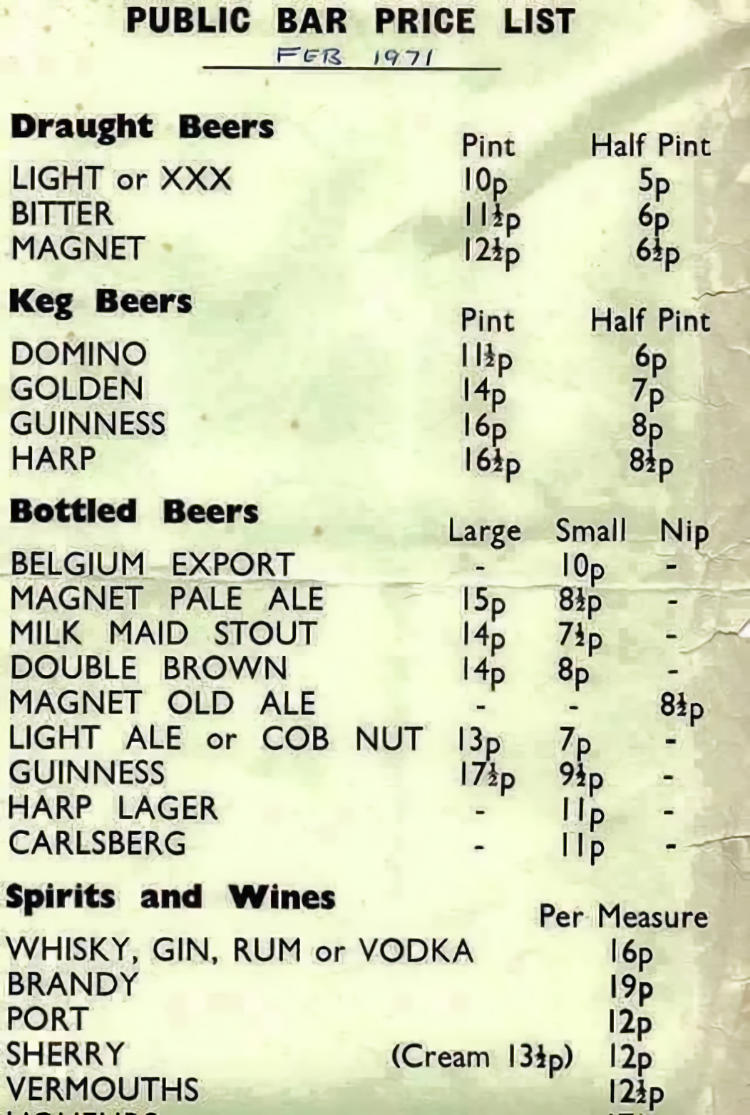 PUBLIC BAR PRICE LIST
FEB 1971
Draught Beers Pint Half Pint
LIGHT or XXX 10p 5p
BITTER 11½p 6p
MAGNET 12½p 6½p
Keg Beers Pint Half Pint
DOMINO 11½p 6p
GOLDEN 14p 7p
GUINNESS 16p 8p
HARP 16½p 8½p
Bottled Beers Large Small Nip
BELGIUM EXPORT - 10p -
MAGNET PALE ALE 15p 8½p -
MILK MAID STOUT 14p 7½p -
DOUBLE BROWN 14p 8p -
MAGNET OLD ALE - - 8½p
LIGHT ALE or COB NUT 13p 7p -
GUINNESS 17½p 9½p -
HARP LAGER - 11p -
CARLSBERG - 11p -
Spirits and Wines Per Measure
WHISKY, GIN, RUM or VODKA 16p
BRANDY 19p
PORT 12p
SHERRY (Cream 13½p) 12p
VERMOUTHS 12½p